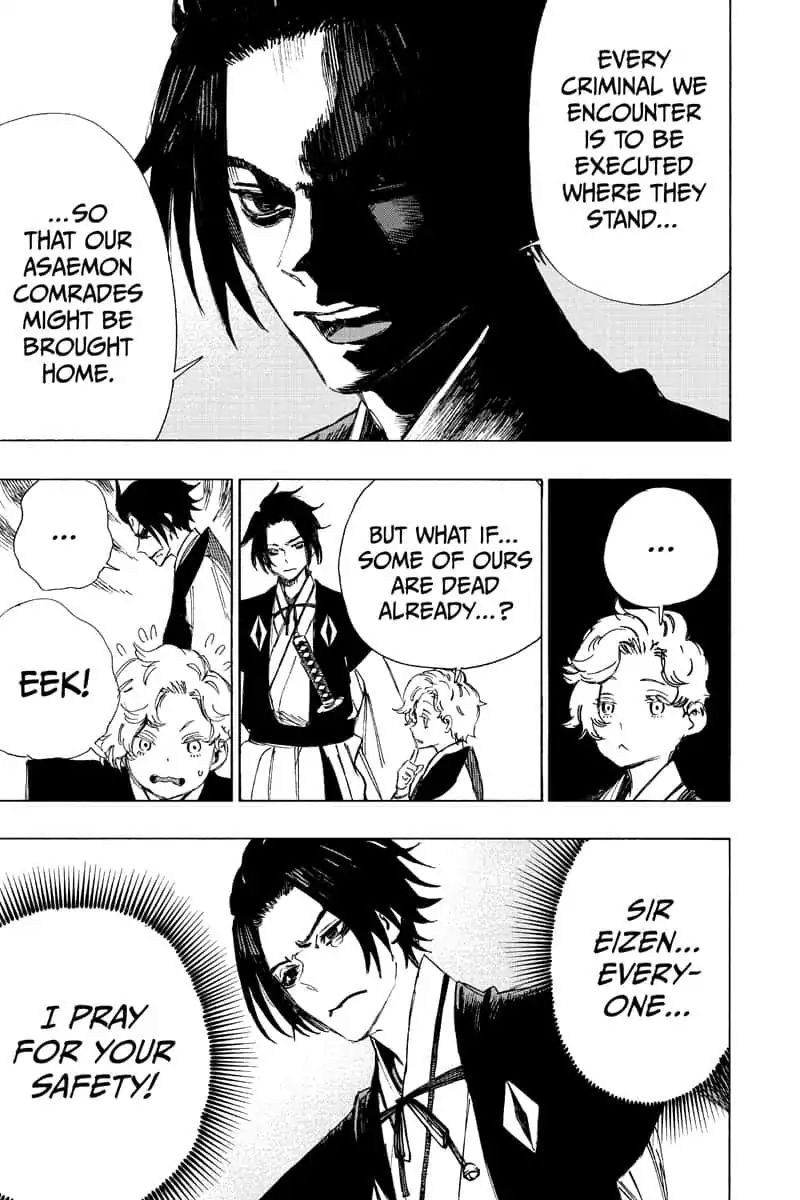 EVERY
CRIMINAL WE
ENCOUNTER
IS TO BE
EXECUTED
WHERE THEY
STAND...
...SO
THAT OUR
ASAEMON
COMRADES
MIGHT BE
BROUGHT
HOME.
...
BUT WHAT IF...
SOME OF OURS
ARE DEAD
ALREADY...?
...
EEK!
SIR
EIZEN...
EVERY-
ONE...
I PRAY
FOR YOUR
SAFETY!